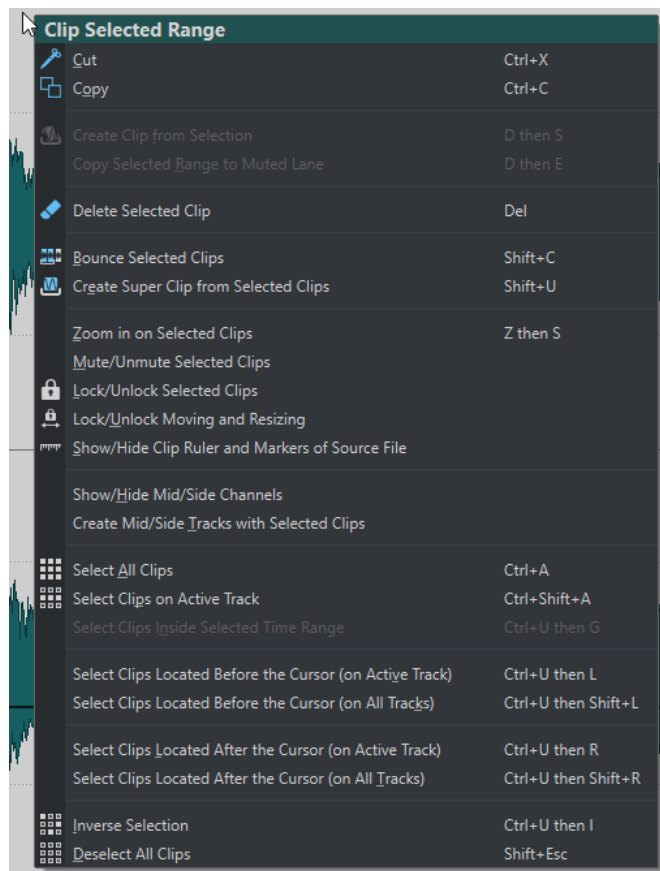 Clip Selected Range
Cut Ctrl+X
Copy Ctrl+C
Create Clip from Selection D then S
Copy Selected Range to Muted Lane D then E
Delete Selected Clip Del
Bounce Selected Clips Shift+C
Create Super Clip from Selected Clips Shift+U
Zoom in on Selected Clips Z then S
Mute/Unmute Selected Clips
Lock/Unlock Selected Clips
Lock/Unlock Moving and Resizing
Show/Hide Clip Ruler and Markers of Source File
Show/Hide Mid/Side Channels
Create Mid/Side Tracks with Selected Clips
Select All Clips Ctrl+A
Select Clips on Active Track Ctrl+Shift+A
Select Clips Inside Selected Time Range Ctrl+U then G
Select Clips Located Before the Cursor (on Active Track) Ctrl+U then L
Select Clips Located Before the Cursor (on All Tracks) Ctrl+U then Shift+L
Select Clips Located After the Cursor (on Active Track) Ctrl+U then R
Select Clips Located After the Cursor (on All Tracks) Ctrl+U then Shift+R
Inverse Selection Ctrl+U then I
Deselect All Clips Shift+Esc